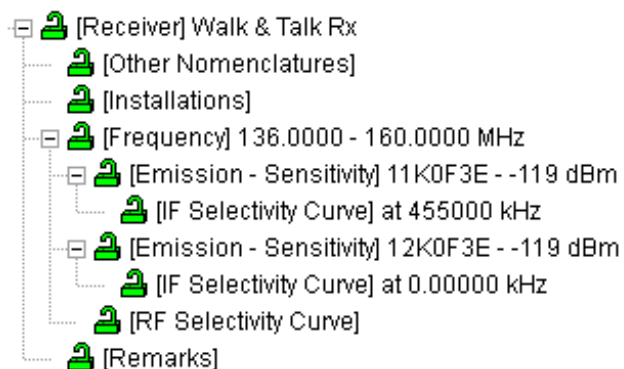 [Receiver] Walk & Talk Rx
[Other Nomenclatures]
[Installations]
[Frequency] 136.0000 - 160.0000 MHz
[Emission - Sensitivity] 11K0F3E - -119 dBm
[IF Selectivity Curve] at 455000 kHz
[Emission - Sensitivity] 12K0F3E - -119 dBm
[IF Selectivity Curve] at 0.00000 kHz
[RF Selectivity Curve]
[Remarks]